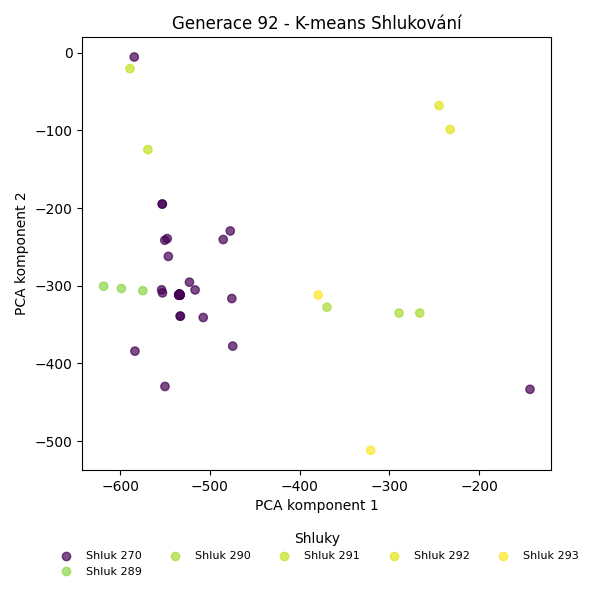 Generace 92 - K-means Shlukování
0
−100
−200
−300
−400
−500
PCA komponent 2
−600 −500 −400 −300 −200
PCA komponent 1
Shluky
Shluk 270 Shluk 290 Shluk 291 Shluk 292 Shluk 293
Shluk 289